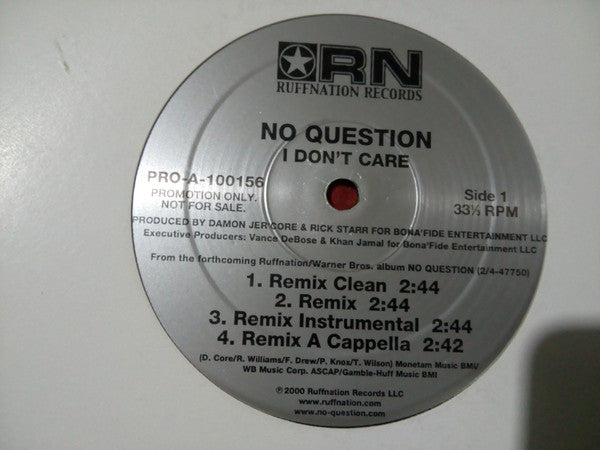 RN
RUFFNATION RECORDS
NO QUESTION
I DON'T CARE
PRO-A-100156
PROMOTION ONLY.
NOT FOR SALE.
Side 1
33⅓ RPM
PRODUCED BY DAMON JER'CORE & RICK STARR FOR BONA'FIDE ENTERTAINMENT LLC
Executive Producers: Vance DeBose & Khan Jamal for Bona'Fide Entertainment LLC
From the forthcoming Ruffnation/Warner Bros. album NO QUESTION (2/4-47750)
1. Remix Clean 2:44
2. Remix 2:44
3. Remix Instrumental 2:44
4. Remix A Cappella 2:42
(D. Core/R. Williams/F. Drew/P. Knox/T. Wilson) Monetam Music BMV
WB Music Corp. ASCAP/Gamble-Huff Music BMI
℗2000 Ruffnation Records LLC
www.ruffnation.com
www.no-question.com